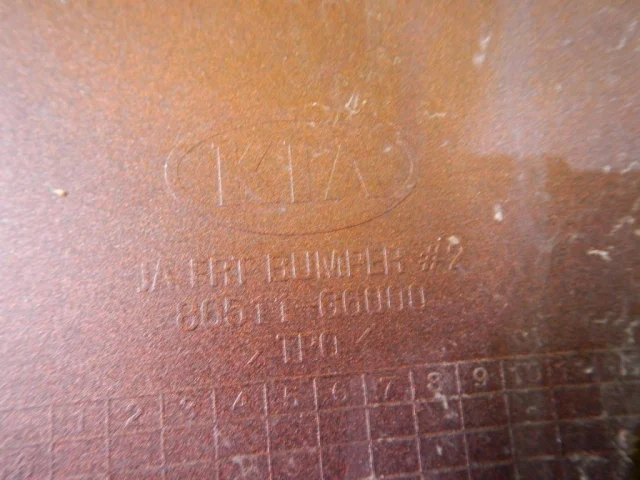 KIA
JA FRT BUMPER #2
86511-G6000
>TPO<
1 2 3 4 5 6 7 8 9 10